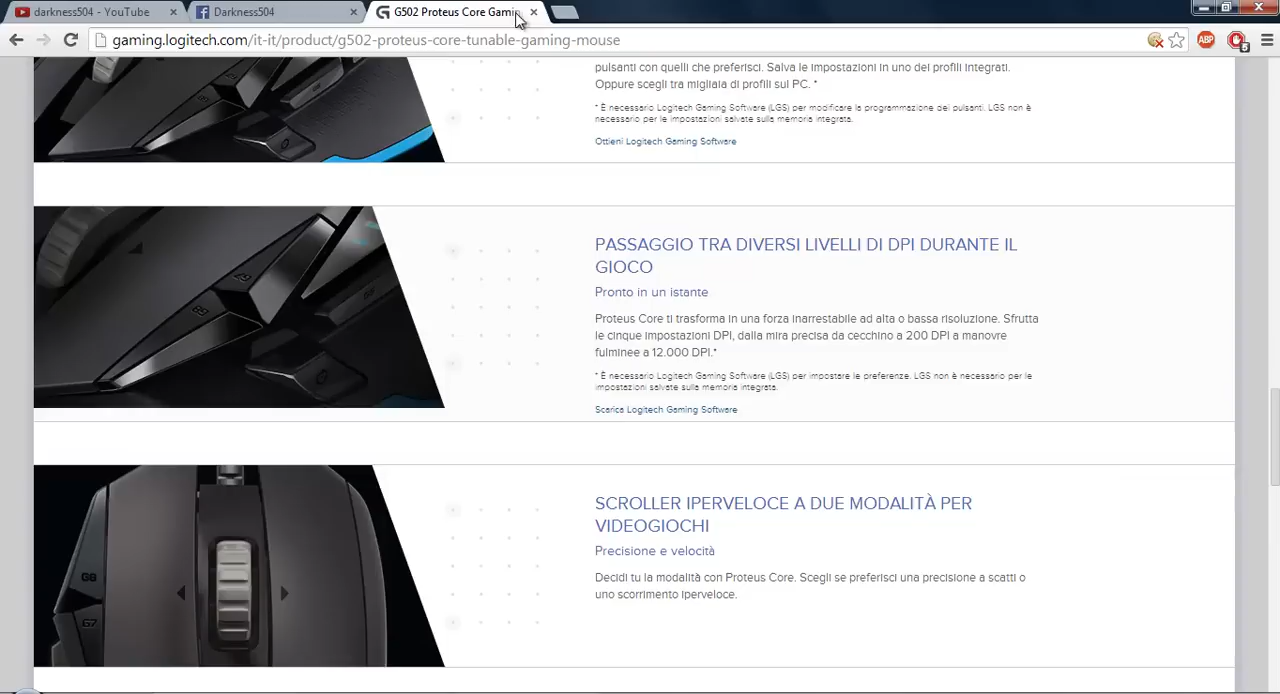 darkness504 - YouTube
Darkness504
G502 Proteus Core Gamin
gaming.logitech.com/it-it/product/g502-proteus-core-tunable-gaming-mouse
ABP
5
pulsanti con quelli che preferisci. Salva le impostazioni in uno dei profili integrati.
Oppure scegli tra migliaia di profili sul PC. *
* È necessario Logitech Gaming Software (LGS) per modificare la programmazione dei pulsanti. LGS non è
necessario per le impostazioni salvate sulla memoria integrata.
Ottieni Logitech Gaming Software
PASSAGGIO TRA DIVERSI LIVELLI DI DPI DURANTE IL
GIOCO
Pronto in un istante
Proteus Core ti trasforma in una forza inarrestabile ad alta o bassa risoluzione. Sfrutta
le cinque impostazioni DPI, dalla mira precisa da cecchino a 200 DPI a manovre
fulminee a 12.000 DPI.*
* È necessario Logitech Gaming Software (LGS) per impostare le preferenze. LGS non è necessario per le
impostazioni salvate sulla memoria integrata.
Scarica Logitech Gaming Software
G7
G8
SCROLLER IPERVELOCE A DUE MODALITÀ PER
VIDEOGIOCHI
Precisione e velocità
Decidi tu la modalità con Proteus Core. Scegli se preferisci una precisione a scatti o
uno scorrimento iperveloce.
G8
G7